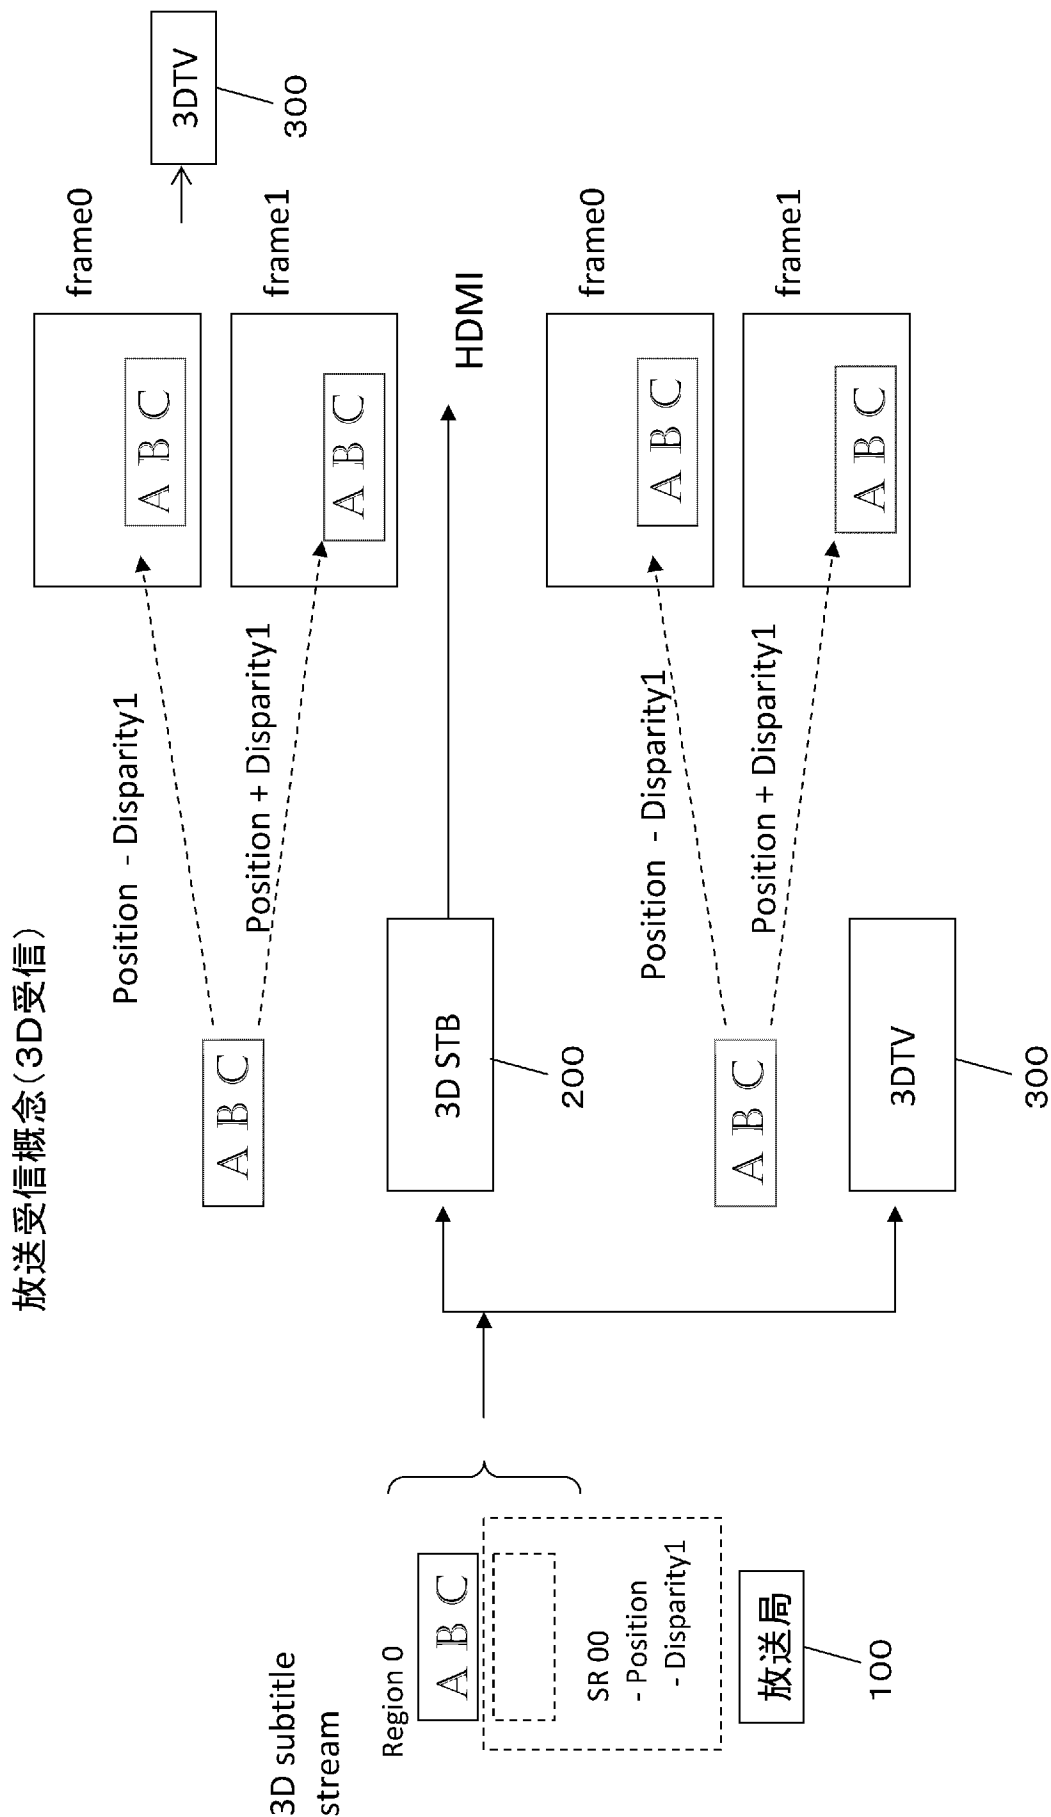 放送受信概念(3D受信)
3D subtitle
stream
Region 0
A B C
SR 00
- Position
- Disparity1
放送局
100
A B C
Position - Disparity1
Position + Disparity1
A B C
frame0
A B C
frame1
3DTV
300
3D STB
200
HDMI
A B C
Position - Disparity1
Position + Disparity1
A B C
frame0
A B C
frame1
3DTV
300